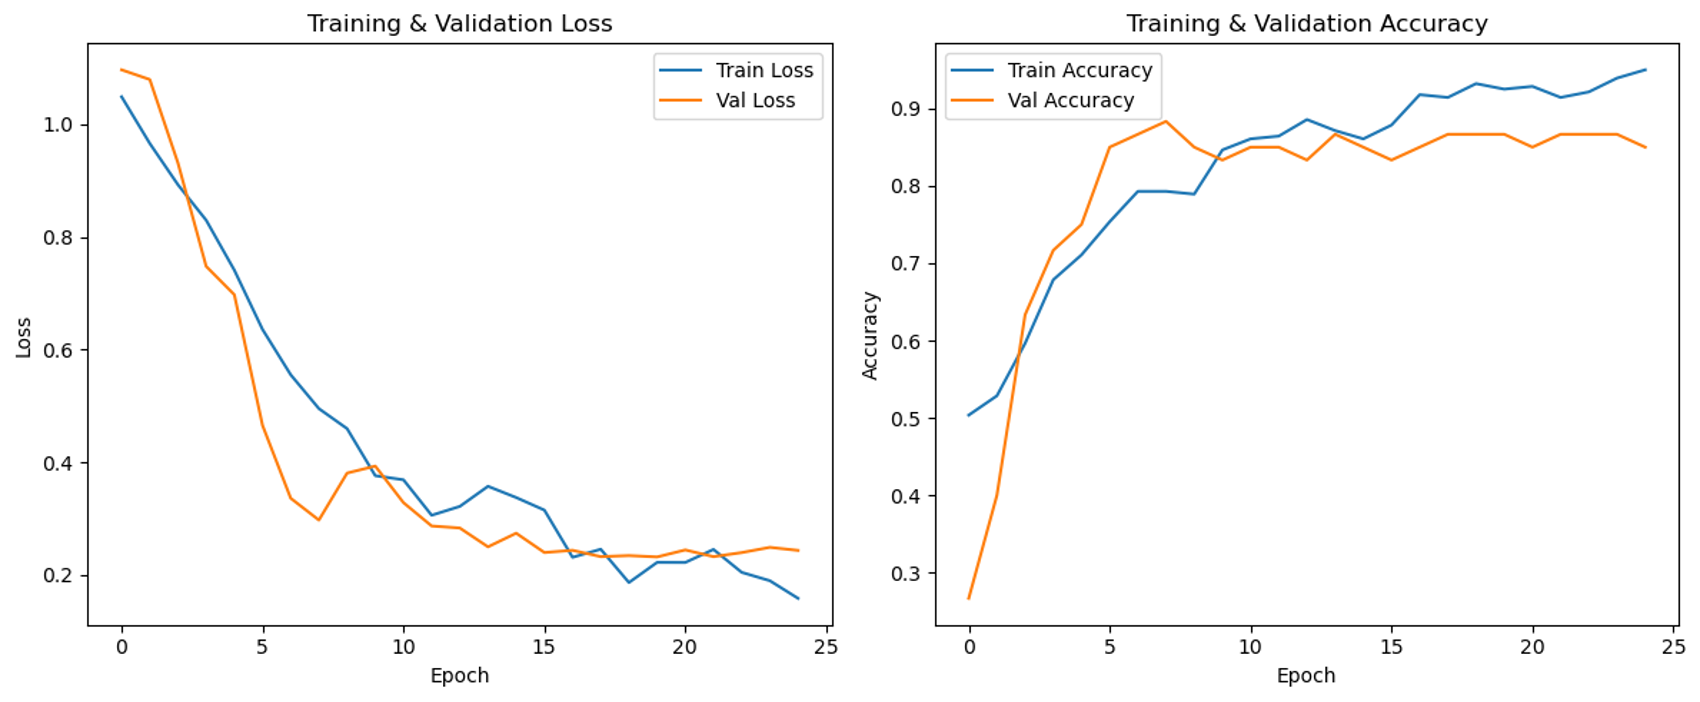 Training & Validation Loss
Train Loss
Val Loss
1.0
0.8
0.6
0.4
0.2
Loss
0 5 10 15 20 25
Epoch
Training & Validation Accuracy
Train Accuracy
Val Accuracy
0.9
0.8
0.7
0.6
0.5
0.4
0.3
Accuracy
0 5 10 15 20 25
Epoch